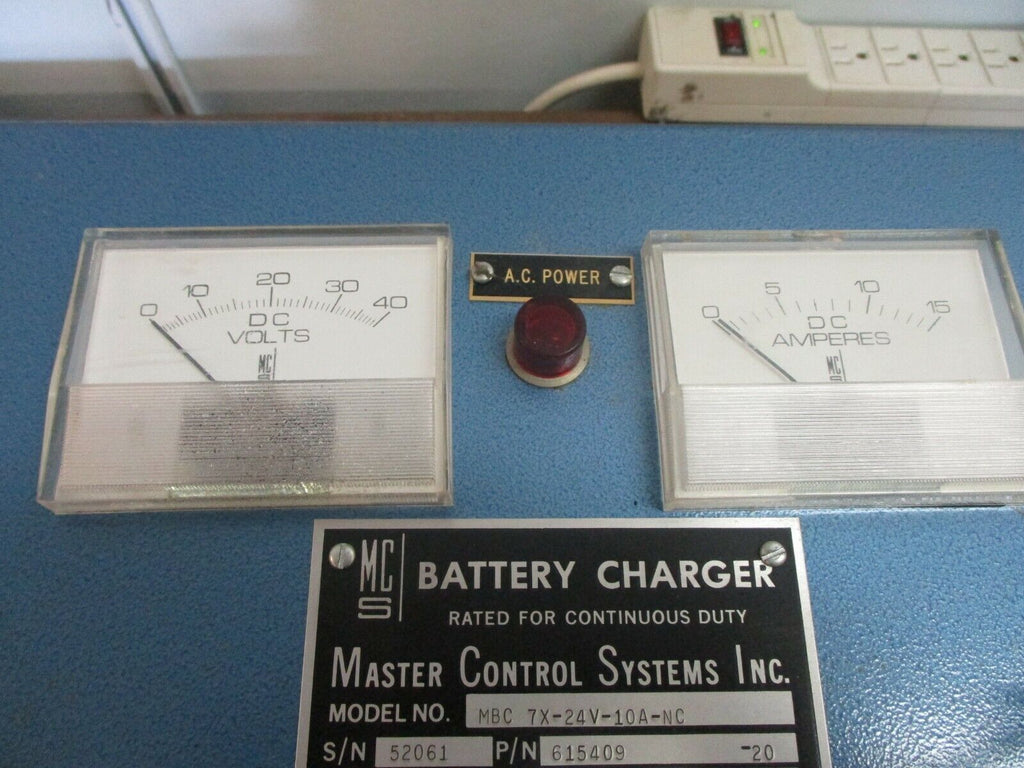 0 10 20 30 40
DC
VOLTS
MC
S
A.C. POWER
0 5 10 15
DC
AMPERES
MC
S
MC
S
BATTERY CHARGER
RATED FOR CONTINUOUS DUTY
MASTER CONTROL SYSTEMS INC.
MODEL NO. MBC 7X-24V-10A-NC
S/N 52061 P/N 615409 -20